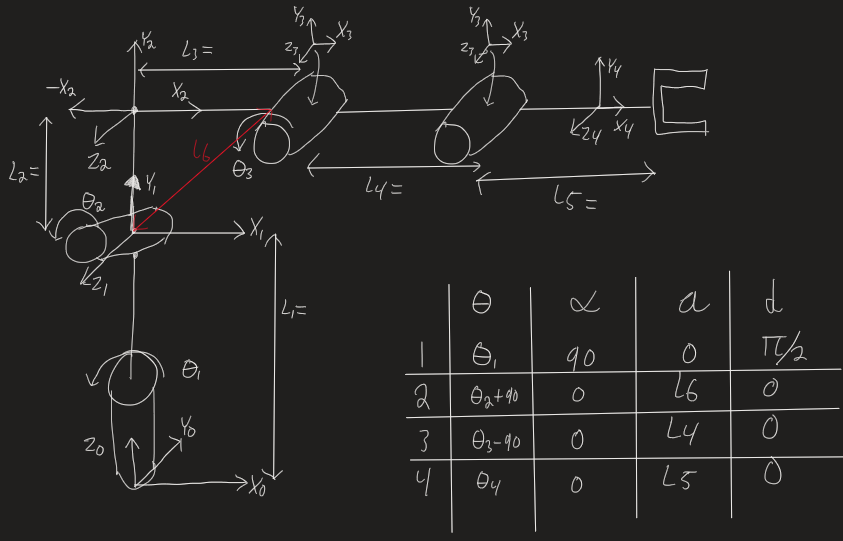 Y₂
L₃=
Y₃
X₃
Z₃
Y₃
X₃
Z₃
-X₂
X₂
Y₄
X₄
Z₄
Z₂
L₂=
L6
θ₃
L₄=
L₅=
θ₂
Y₁
X₁
Z₁
L₁=
θ₁
Z₀
Y₀
X₀
θ α a d
1 θ₁ 90 0 π/2
2 θ₂+90 0 L6 0
3 θ₃-90 0 L4 0
4 θ₄ 0 L5 0